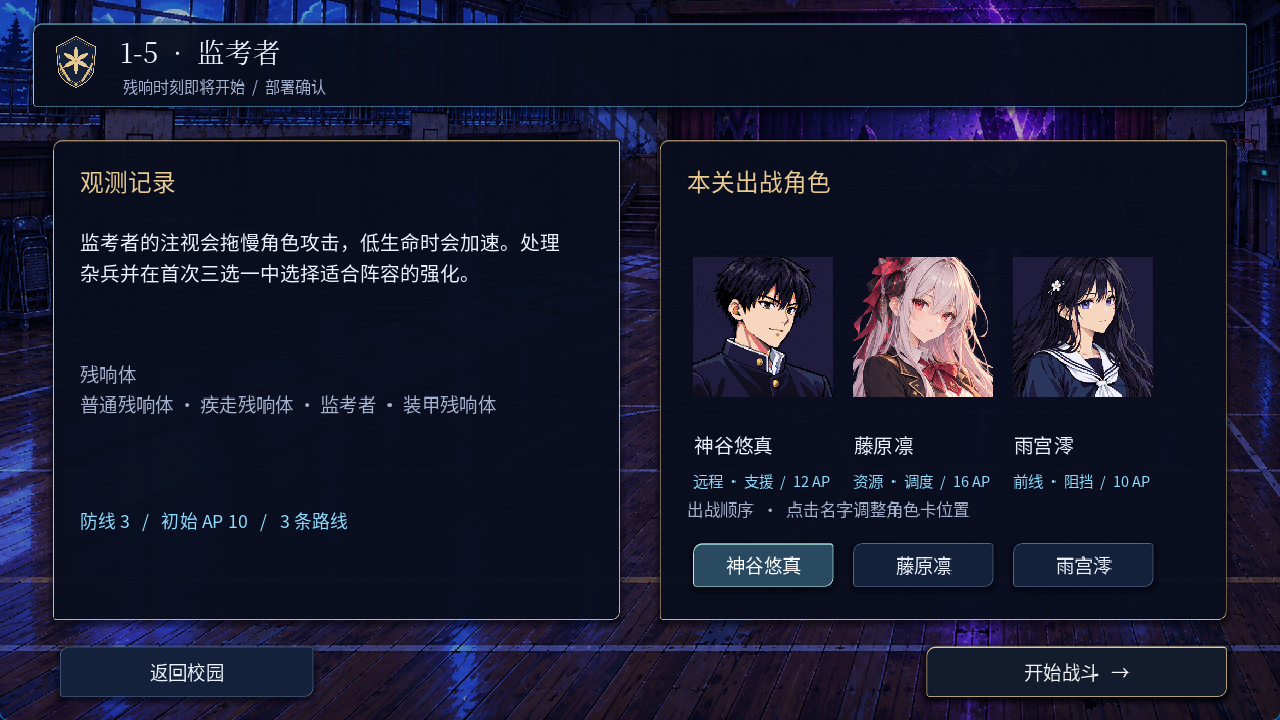 1-5 · 监考者
残响时刻即将开始 / 部署确认
观测记录
监考者的注视会拖慢角色攻击，低生命时会加速。处理
杂兵并在首次三选一中选择适合阵容的强化。
残响体
普通残响体 · 疾走残响体 · 监考者 · 装甲残响体
防线 3 / 初始 AP 10 / 3 条路线
本关出战角色
神谷悠真 藤原凛 雨宫澪
远程 · 支援 / 12 AP 资源 · 调度 / 16 AP 前线 · 阻挡 / 10 AP
出战顺序 · 点击名字调整角色卡位置
神谷悠真 藤原凛 雨宫澪
返回校园
开始战斗 →